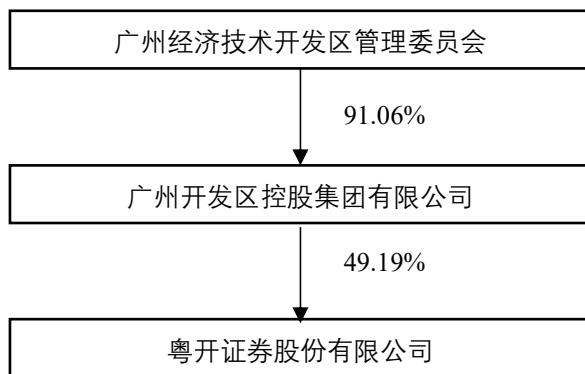 广州经济技术开发区管理委员会
91.06%
广州开发区控股集团有限公司
49.19%
粤开证券股份有限公司